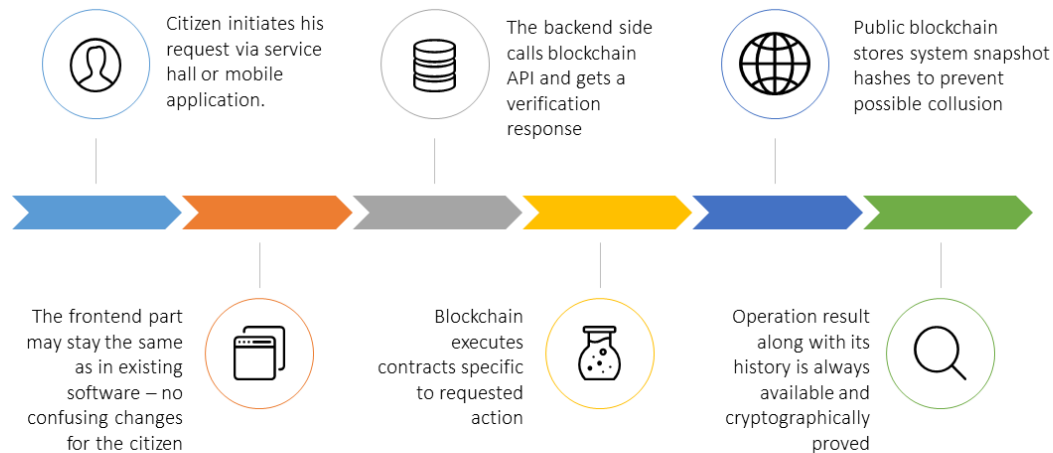 Citizen initiates his
request via service
hall or mobile
application.
The frontend part
may stay the same
as in existing
software – no
confusing changes
for the citizen
The backend side
calls blockchain
API and gets a
verification
response
Blockchain
executes
contracts specific
to requested
action
Public blockchain
stores system snapshot
hashes to prevent
possible collusion
Operation result
along with its
history is always
available and
cryptographically
proved